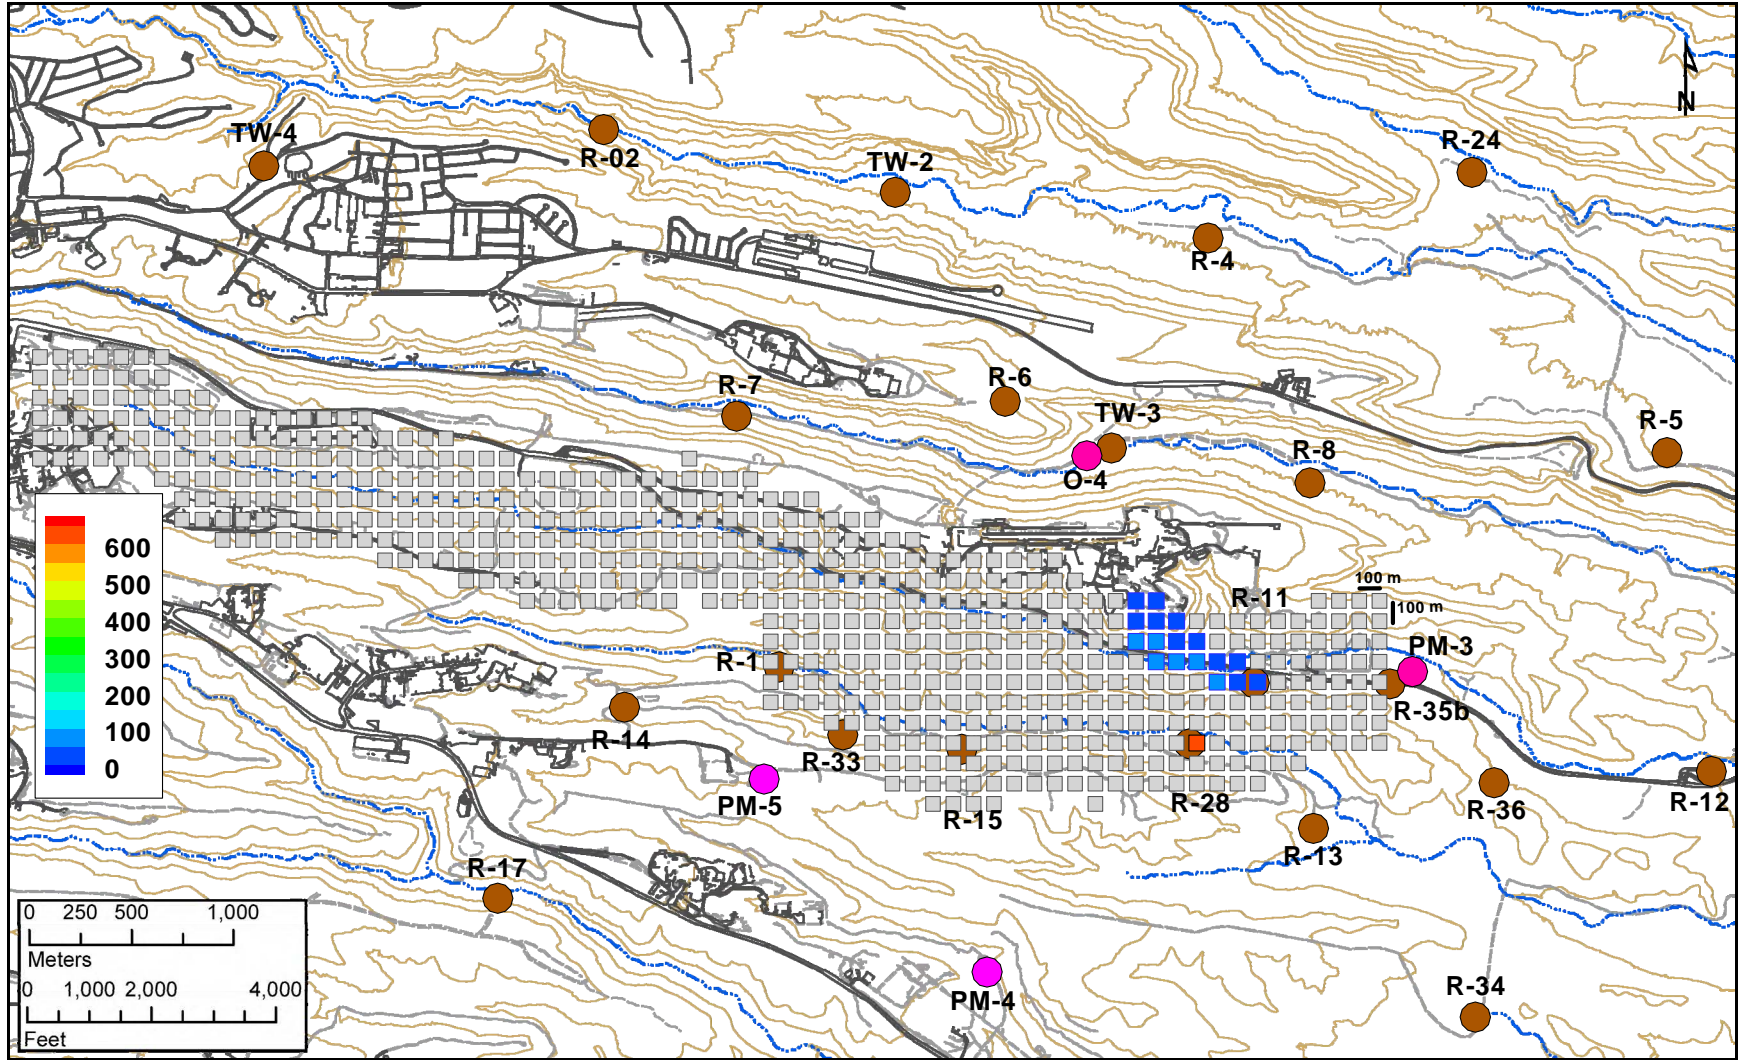 N
TW-4
R-02
TW-2
R-24
R-4
R-7
R-6
TW-3
O-4
R-8
R-5
600
500
400
300
200
100
0
100 m
100 m
R-11
R-1
PM-3
R-35b
R-14
R-33
PM-5
R-15
R-28
R-36
R-12
R-13
R-17
PM-4
R-34
0 250 500 1,000
Meters
0 1,000 2,000 4,000
Feet